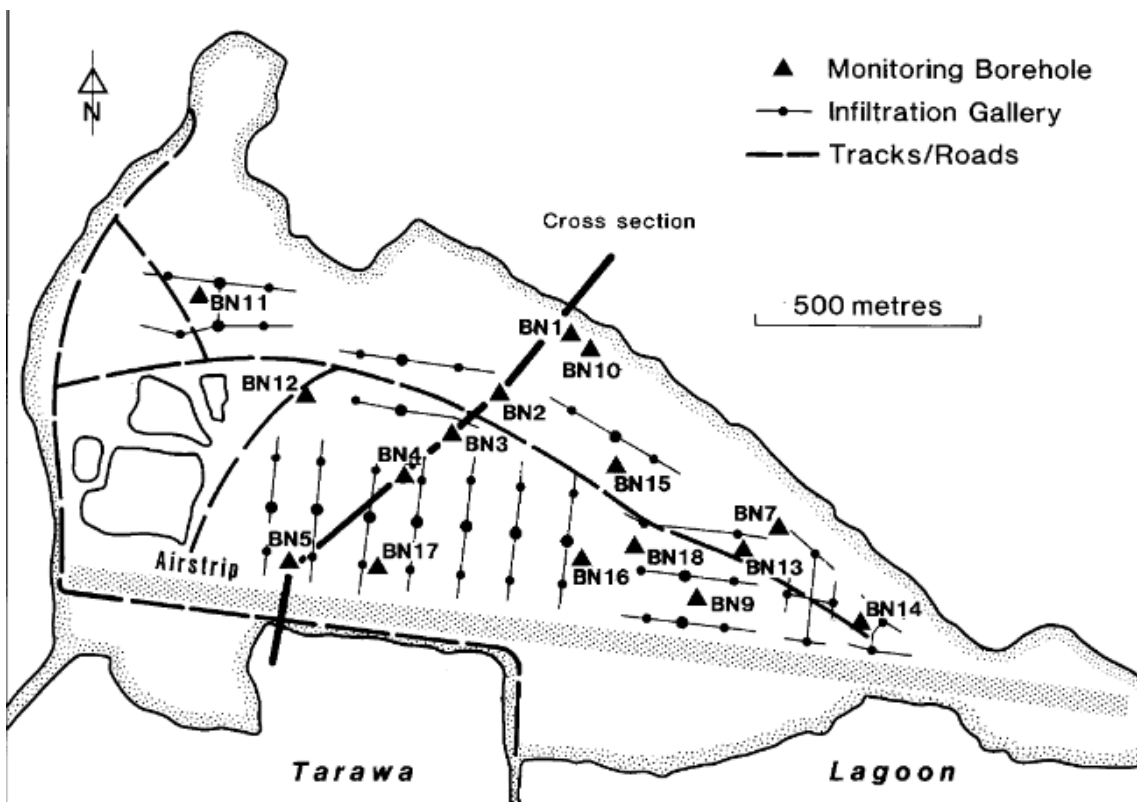 N
Monitoring Borehole
Infiltration Gallery
Tracks/Roads
Cross section
500 metres
BN11
BN1
BN10
BN12
BN2
BN3
BN4
BN15
BN7
BN5
BN17
BN16
BN18
BN13
BN9
BN14
Airstrip
Tarawa Lagoon